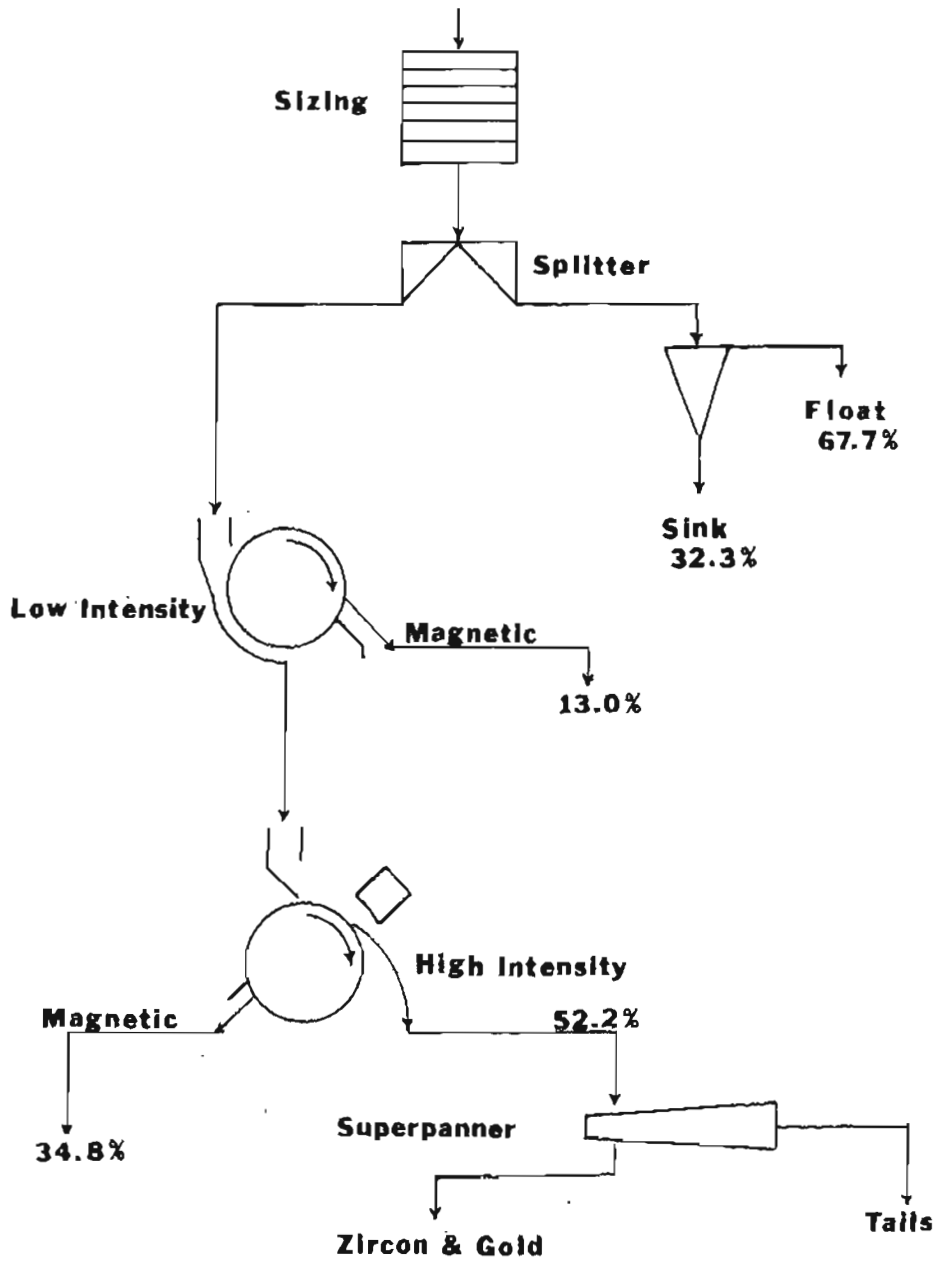 Sizing
Splitter
Float
67.7%
Sink
32.3%
Low Intensity
Magnetic
13.0%
High Intensity
52.2%
Magnetic
34.8%
Superpanner
Tails
Zircon & Gold